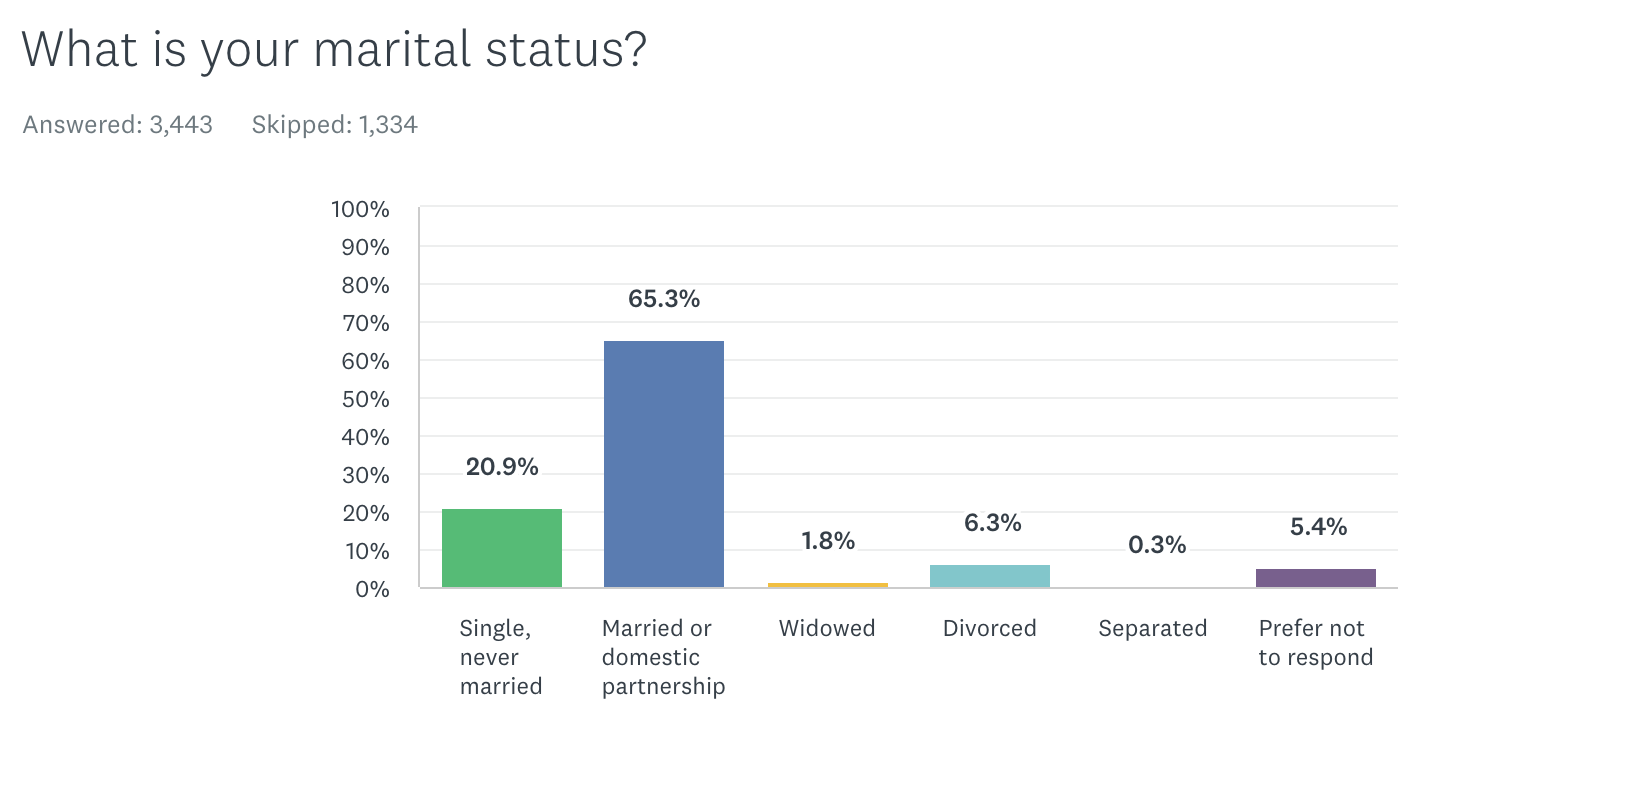 What is your marital status?
Answered: 3,443 Skipped: 1,334
100%
90%
80%
70%
60%
50%
40%
30%
20%
10%
0%
20.9%
65.3%
1.8%
6.3%
0.3%
5.4%
Single,
never
married
Married or
domestic
partnership
Widowed
Divorced
Separated
Prefer not
to respond